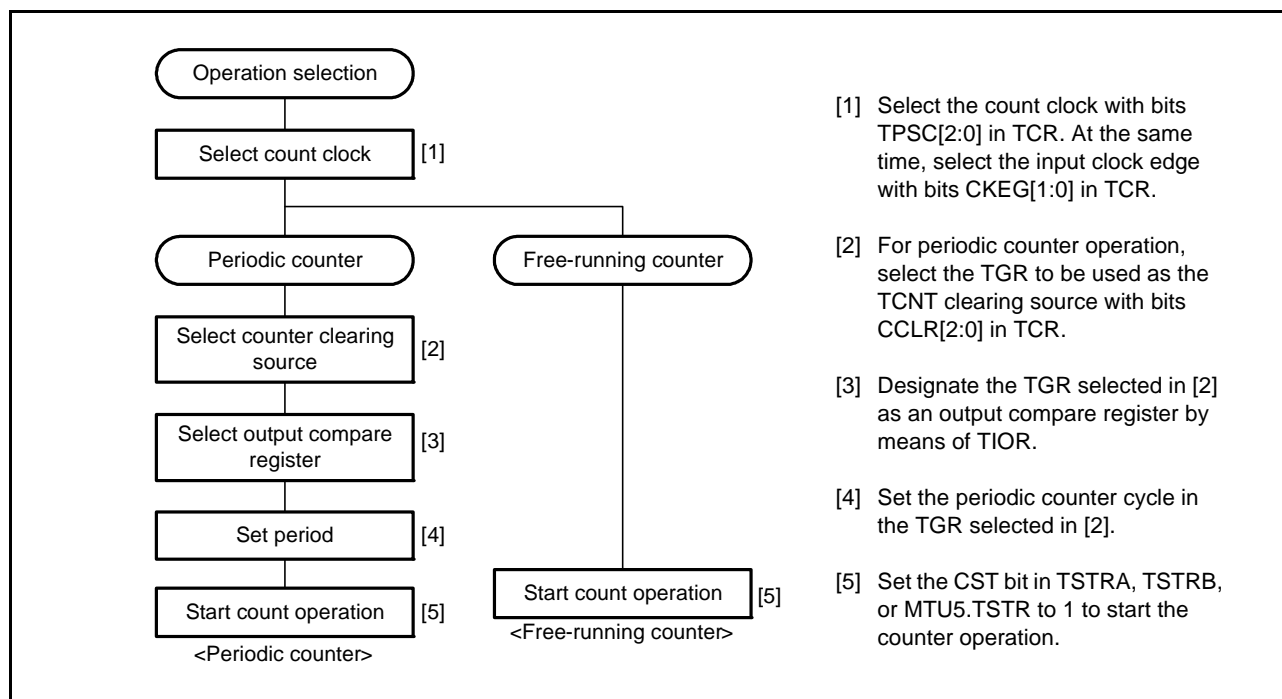 Operation selection
Select count clock
[1]
Periodic counter
Free-running counter
Select counter clearing
source
[2]
Select output compare
register
[3]
Set period
[4]
Start count operation
[5]
<Periodic counter>
Start count operation
[5]
<Free-running counter>
[1] Select the count clock with bits
TPSC[2:0] in TCR. At the same
time, select the input clock edge
with bits CKEG[1:0] in TCR.
[2] For periodic counter operation,
select the TGR to be used as the
TCNT clearing source with bits
CCLR[2:0] in TCR.
[3] Designate the TGR selected in [2]
as an output compare register by
means of TIOR.
[4] Set the periodic counter cycle in
the TGR selected in [2].
[5] Set the CST bit in TSTRA, TSTRB,
or MTU5.TSTR to 1 to start the
counter operation.